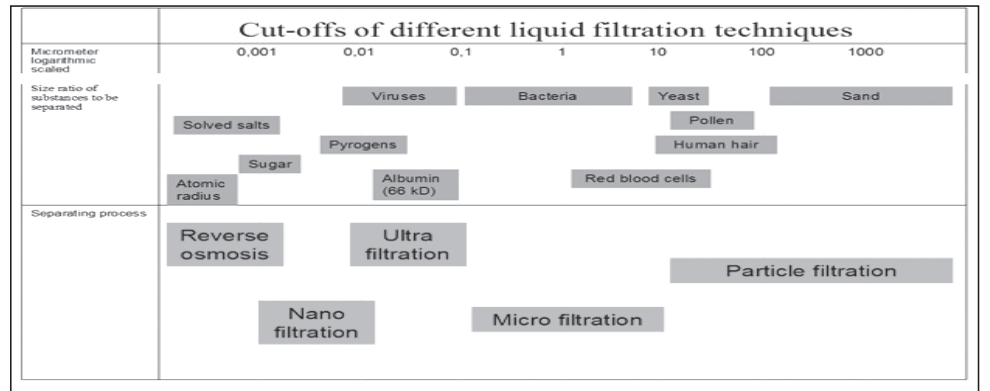 Cut-offs of different liquid filtration techniques
Micrometer
logarithmic
scaled
0,001 0,01 0,1 1 10 100 1000
Size ratio of
substances to be
separated
Viruses Bacteria Yeast Sand
Solved salts
Pollen
Pyrogens
Human hair
Sugar
Atomic
radius
Albumin
(66 kD)
Red blood cells
Separating process
Reverse
osmosis
Ultra
filtration
Particle filtration
Nano
filtration
Micro filtration